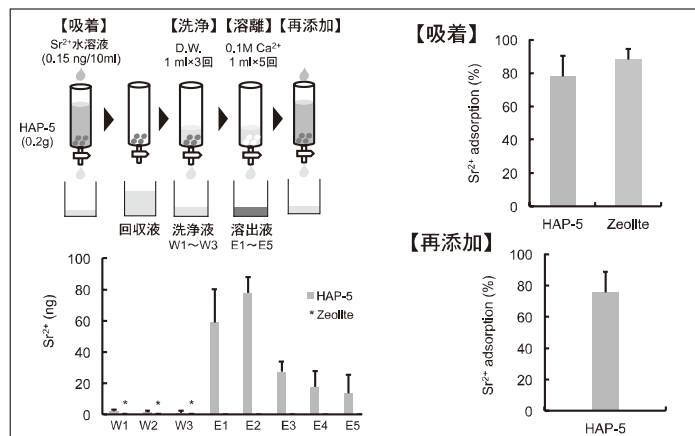 【吸着】
Sr²⁺水溶液
(0.15 ng/10ml)
【洗浄】
D.W.
1 ml×3回
【溶離】
0.1M Ca²⁺
1 ml×5回
【再添加】
HAP-5
(0.2g)
回収液
洗浄液
W1～W3
溶出液
E1～E5
Sr²⁺ (ng)
100
80
60
40
20
0
HAP-5
* Zeolite
* * *
W1 W2 W3 E1 E2 E3 E4 E5
【吸着】
Sr²⁺ adsorption (%)
100
80
60
40
20
0
HAP-5 Zeolite
【再添加】
Sr²⁺ adsorption (%)
100
80
60
40
20
0
HAP-5